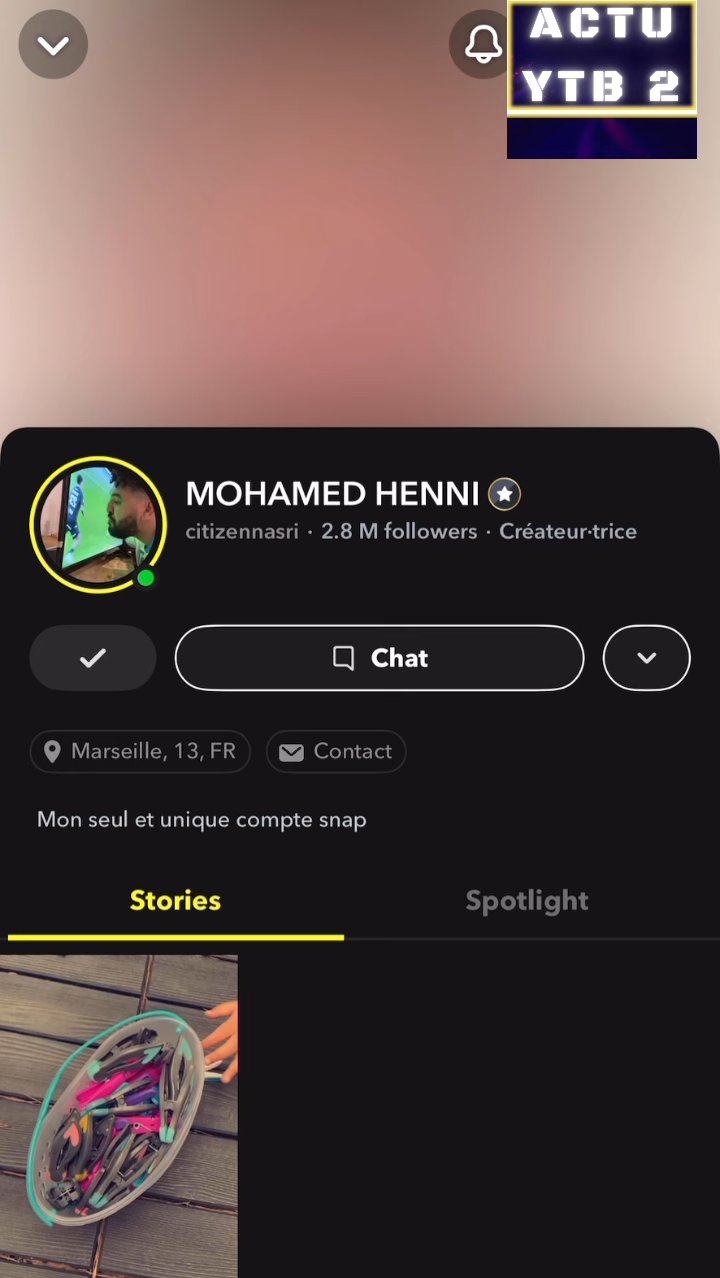 ACTU
YTB 2
MOHAMED HENNI
citizennasri · 2.8 M followers · Créateur·trice
Chat
Marseille, 13, FR
Contact
Mon seul et unique compte snap
Stories
Spotlight